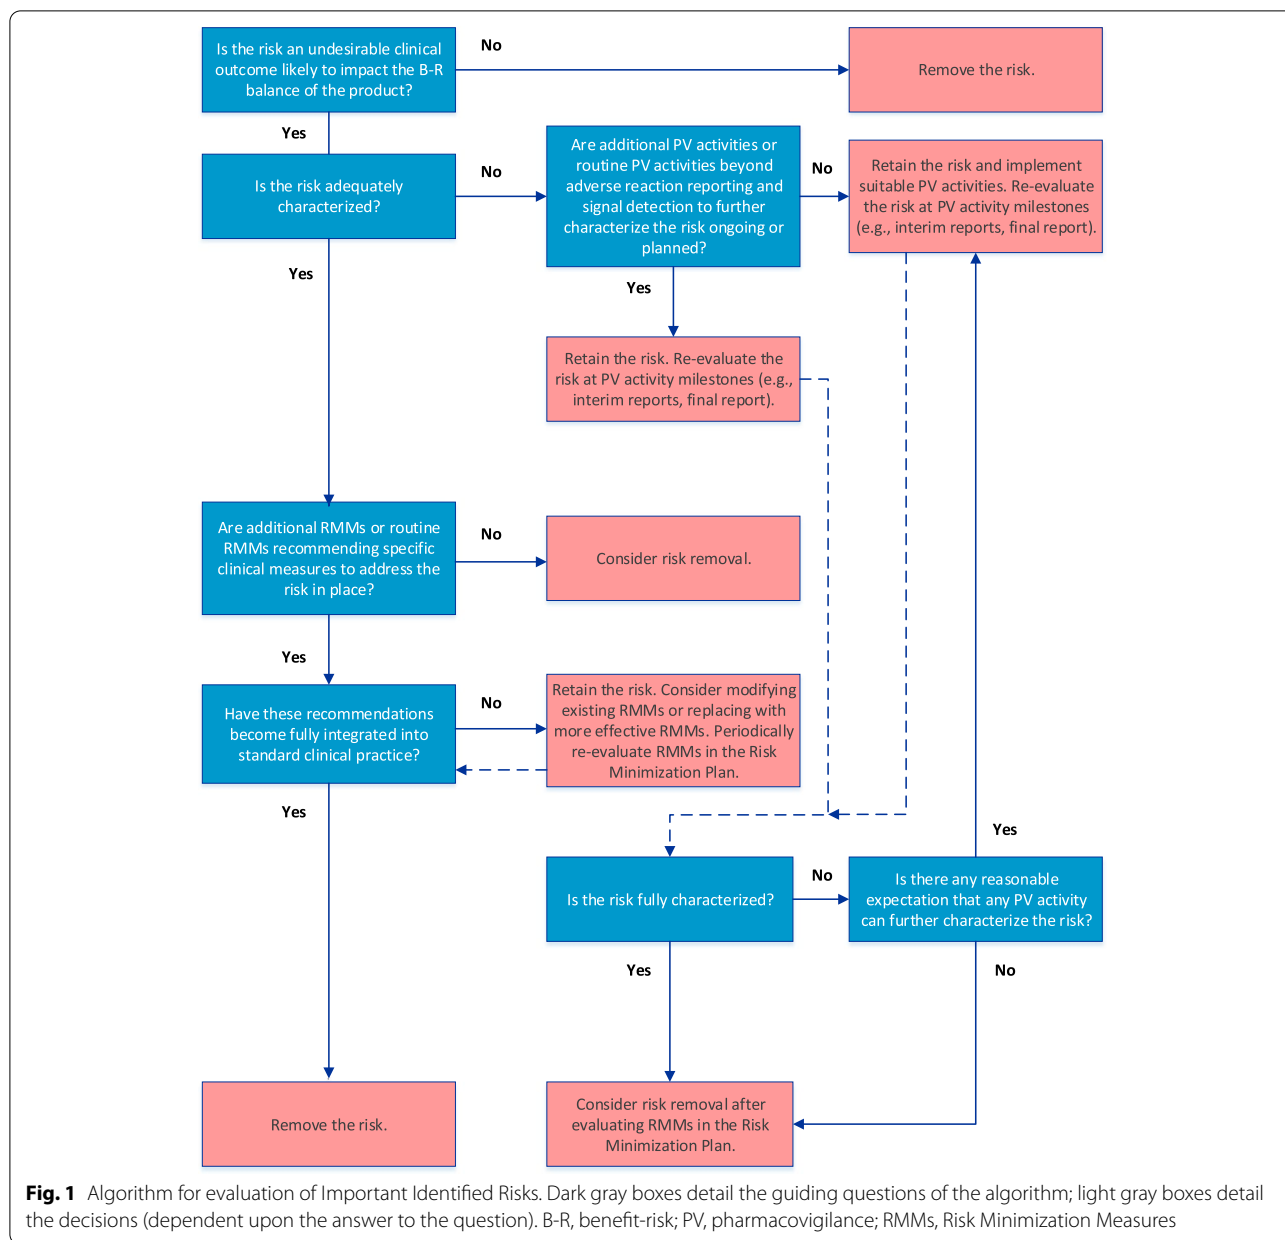 Is the risk an undesirable clinical
outcome likely to impact the B-R
balance of the product?
No
Remove the risk.
Yes
Is the risk adequately
characterized?
No
Are additional PV activities or
routine PV activities beyond
adverse reaction reporting and
signal detection to further
characterize the risk ongoing or
planned?
No
Retain the risk and implement
suitable PV activities. Re-evaluate
the risk at PV activity milestones
(e.g., interim reports, final report).
Yes
Yes
Retain the risk. Re-evaluate the
risk at PV activity milestones (e.g.,
interim reports, final report).
Are additional RMMs or routine
RMMs recommending specific
clinical measures to address the
risk in place?
No
Consider risk removal.
Yes
Have these recommendations
become fully integrated into
standard clinical practice?
No
Retain the risk. Consider modifying
existing RMMs or replacing with
more effective RMMs. Periodically
re-evaluate RMMs in the Risk
Minimization Plan.
Yes
Yes
Is the risk fully characterized?
No
Is there any reasonable
expectation that any PV activity
can further characterize the risk?
Yes
No
Remove the risk.
Consider risk removal after
evaluating RMMs in the Risk
Minimization Plan.
Fig. 1 Algorithm for evaluation of Important Identified Risks. Dark gray boxes detail the guiding questions of the algorithm; light gray boxes detail
the decisions (dependent upon the answer to the question). B-R, benefit-risk; PV, pharmacovigilance; RMMs, Risk Minimization Measures